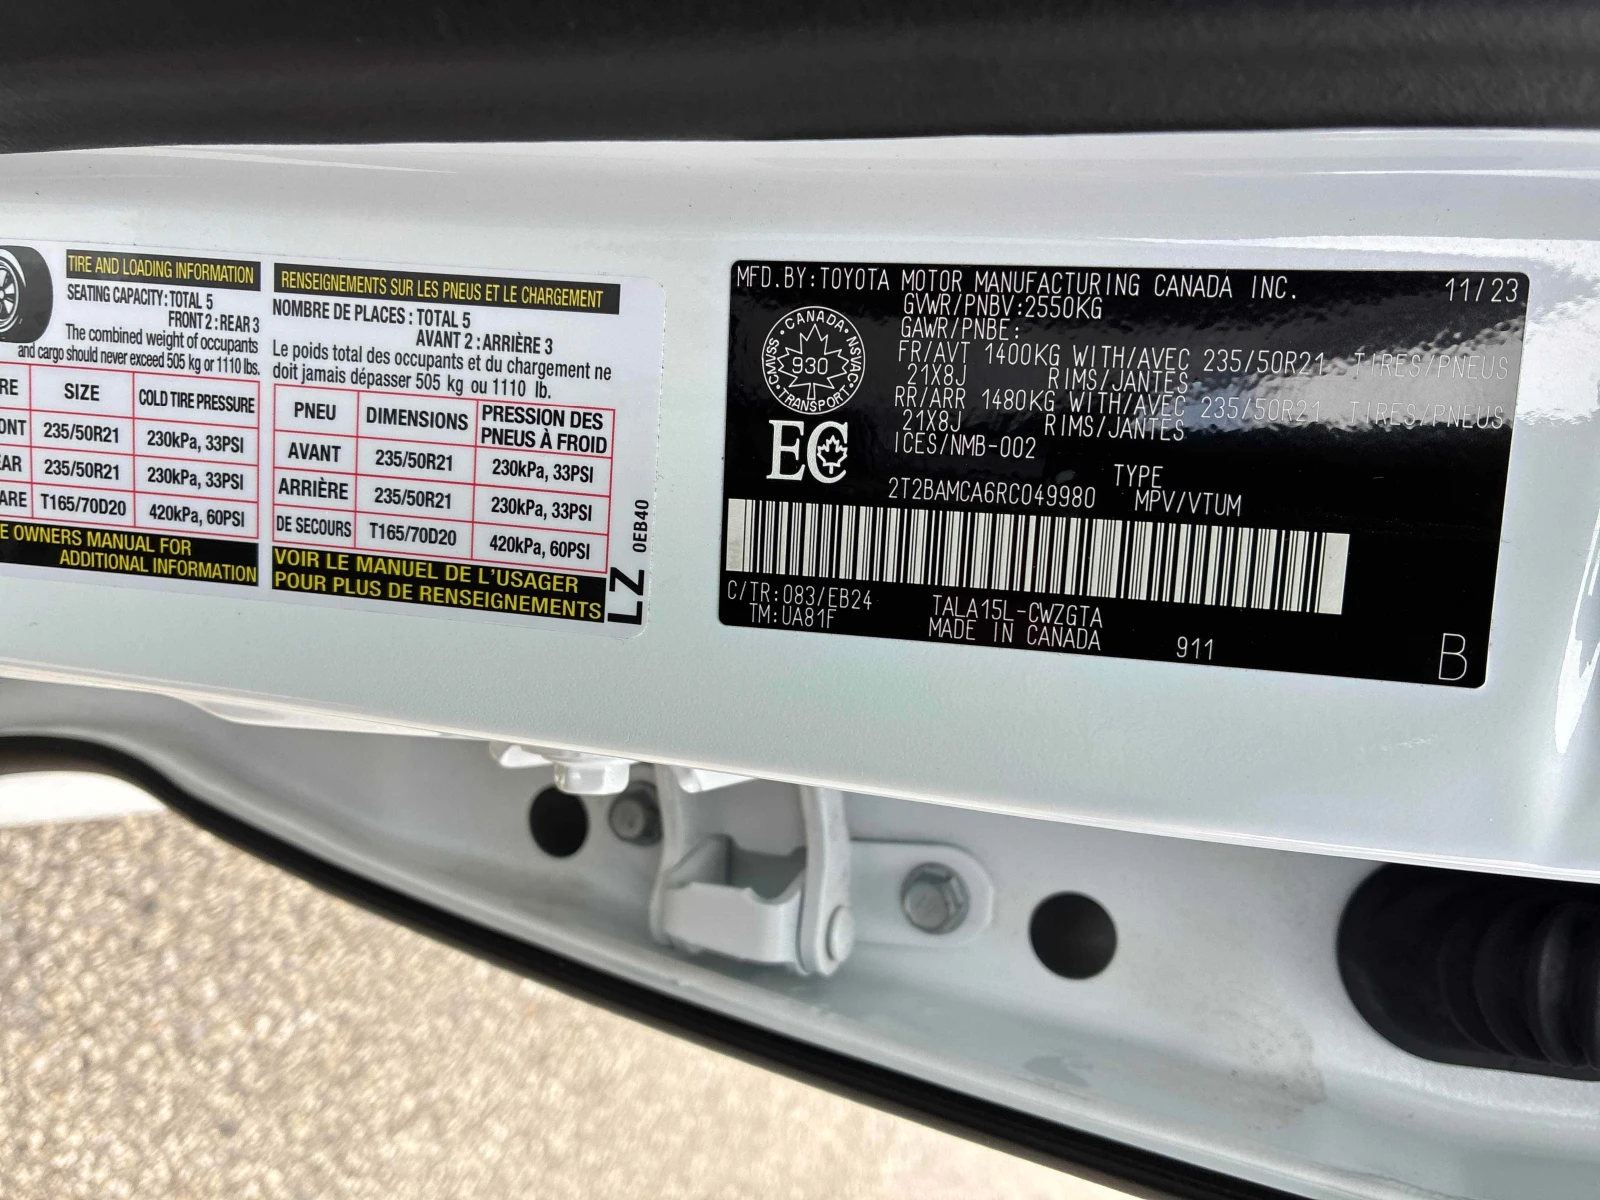 TIRE AND LOADING INFORMATION
SEATING CAPACITY: TOTAL 5
FRONT 2 : REAR 3
The combined weight of occupants
and cargo should never exceed 505 kg or 1110 lbs.
SIZE COLD TIRE PRESSURE
235/50R21 230kPa, 33PSI
235/50R21 230kPa, 33PSI
T165/70D20 420kPa, 60PSI
OWNERS MANUAL FOR
ADDITIONAL INFORMATION
RENSEIGNEMENTS SUR LES PNEUS ET LE CHARGEMENT
NOMBRE DE PLACES : TOTAL 5
AVANT 2 : ARRIÈRE 3
Le poids total des occupants et du chargement ne
doit jamais dépasser 505 kg ou 1110 lb.
PNEU DIMENSIONS PRESSION DES
PNEUS À FROID
AVANT 235/50R21 230kPa, 33PSI
ARRIÈRE 235/50R21 230kPa, 33PSI
DE SECOURS T165/70D20 420kPa, 60PSI
VOIR LE MANUEL DE L'USAGER
POUR PLUS DE RENSEIGNEMENTS
LZ 0EB40
MFD.BY:TOYOTA MOTOR MANUFACTURING CANADA INC. 11/23
GVWR/PNBV:2550KG
GAWR/PNBE:
FR/AVT 1400KG WITH/AVEC 235/50R21 TIRES/PNEUS
21X8J RIMS/JANTES
RR/ARR 1480KG WITH/AVEC 235/50R21 TIRES/PNEUS
21X8J RIMS/JANTES
ICES/NMB-002
CANADA
CMVSS 930 NSVAC
TRANSPORT
EC
TYPE
2T2BAMCA6RC049980 MPV/VTUM
C/TR:083/EB24 TALA15L-CWZGTA
TM:UA81F MADE IN CANADA 911
B